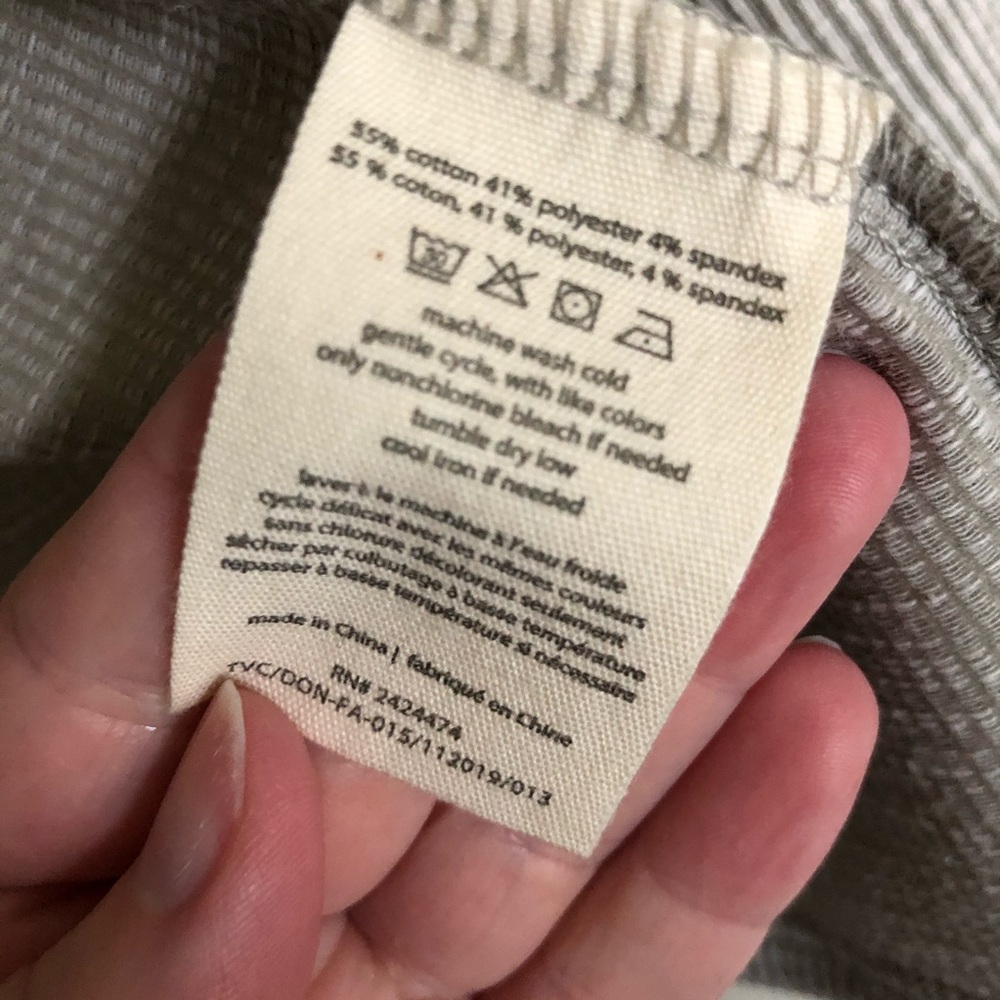 55% cotton 41% polyester 4% spandex
55 % coton, 41 % polyester, 4 % spandex
30
machine wash cold
gentle cycle, with like colors
only nonchlorine bleach if needed
tumble dry low
cool iron if needed
laver à la machine à l'eau froide
cycle délicat avec les mêmes couleurs
sans chlorure décolorant seulement
sécher par culbutage à basse température
repasser à basse température si nécessaire
made in China | fabriqué en Chine
RN# 2424474
TVC/DON-FA-015/112019/013